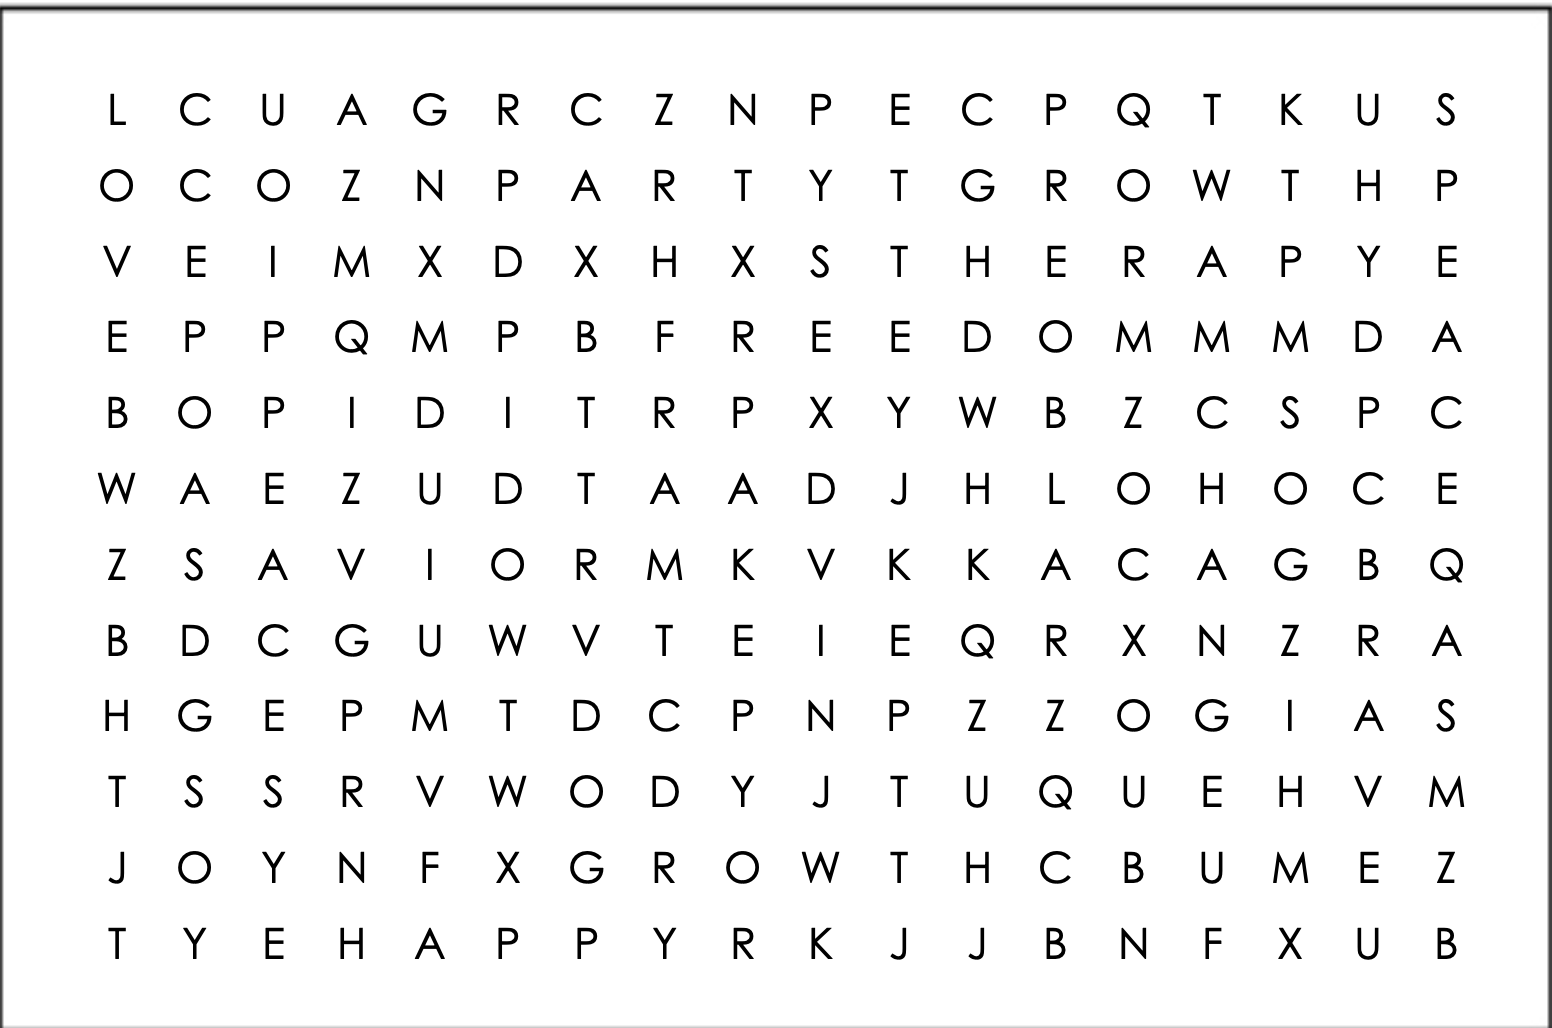 L C U A G R C Z N P E C P Q T K U S
O C O Z N P A R T Y T G R O W T H P
V E I M X D X H X S T H E R A P Y E
E P P Q M P B F R E E D O M M M D A
B O P I D I T R P X Y W B Z C S P C
W A E Z U D T A A D J H L O H O C E
Z S A V I O R M K V K K A C A G B Q
B D C G U W V T E I E Q R X N Z R A
H G E P M T D C P N P Z Z O G I A S
T S S R V W O D Y J T U Q U E H V M
J O Y N F X G R O W T H C B U M E Z
T Y E H A P P Y R K J J B N F X U B